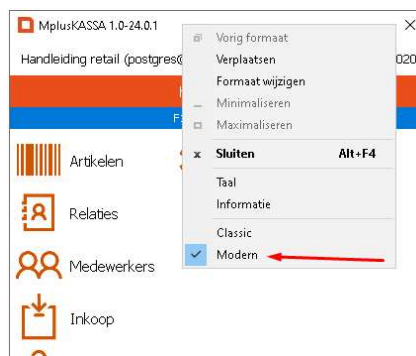 MplusKASSA 1.0-24.0.1
Handleiding retail (postgres@
020
Vorig formaat
Verplaatsen
Formaat wijzigen
Minimaliseren
Maximaliseren
Sluiten Alt+F4
Taal
Informatie
Classic
Modern
Artikelen
Relaties
Medewerkers
Inkoop